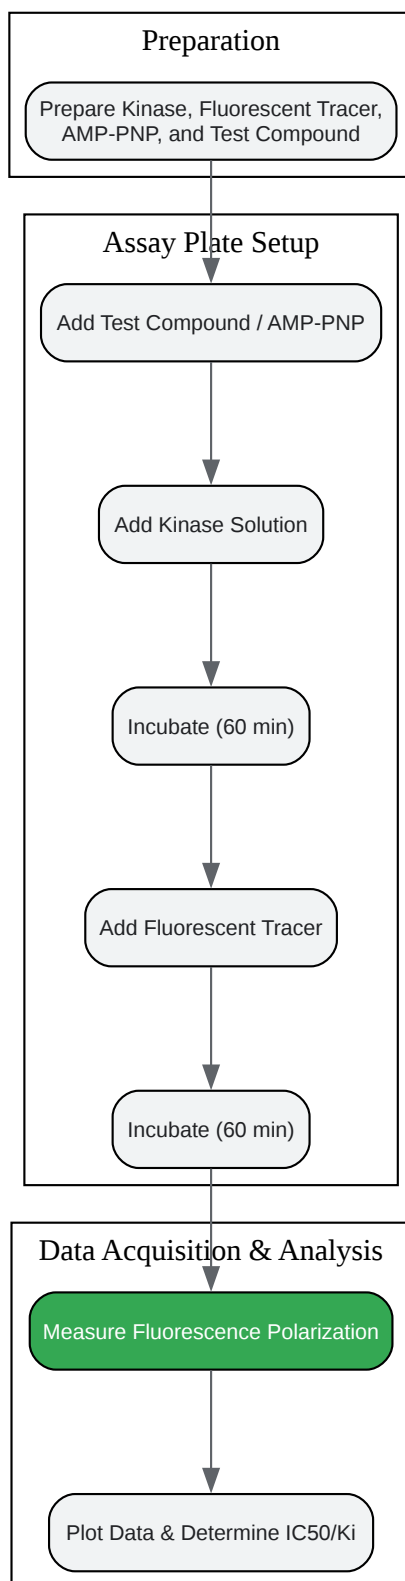 Preparation
Prepare Kinase, Fluorescent Tracer,
AMP-PNP, and Test Compound
Assay Plate Setup
Add Test Compound / AMP-PNP
Add Kinase Solution
Incubate (60 min)
Add Fluorescent Tracer
Incubate (60 min)
Data Acquisition & Analysis
Measure Fluorescence Polarization
Plot Data & Determine IC50/Ki